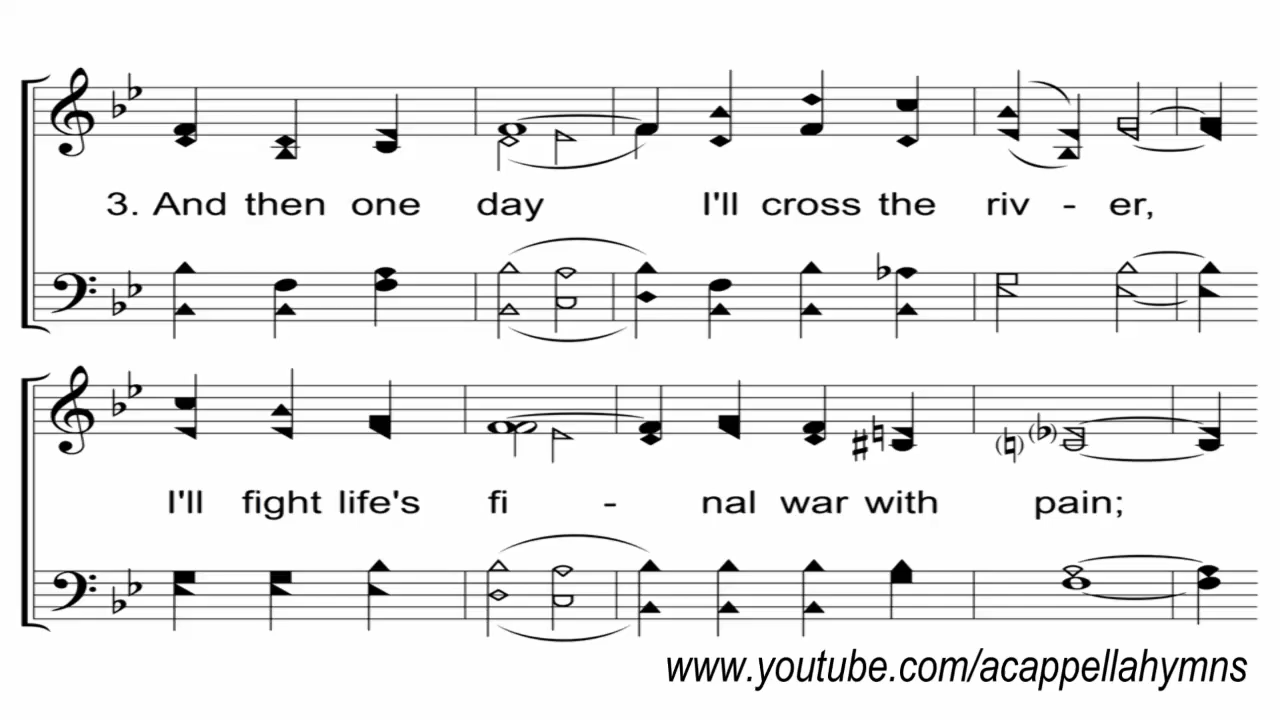 3. And then one day I'll cross the riv - er,
I'll fight life's fi - nal war with pain;
www.youtube.com/acappellahymns